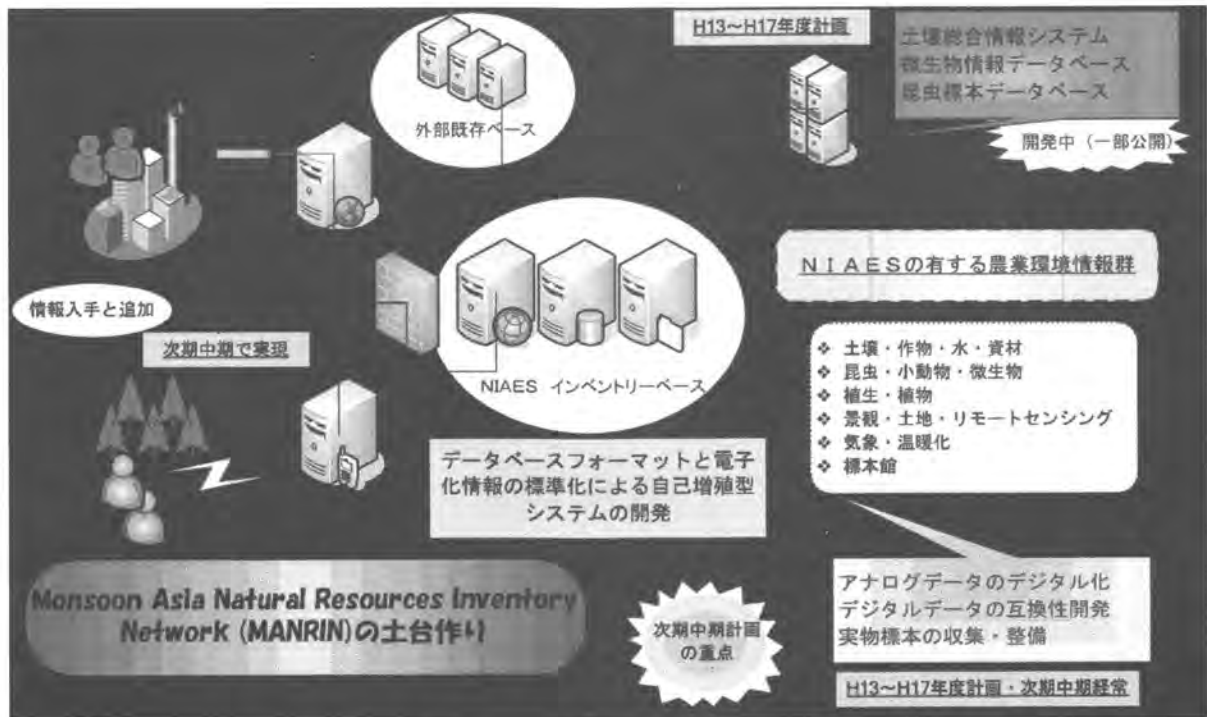 H13〜H17年度計画
土壌総合情報システム
微生物情報データベース
昆虫標本データベース
開発中（一部公開）
外部既存ベース
NIAESの有する農業環境情報群
情報入手と追加
次期中期で実現
NIAES インベントリーベース
❖ 土壌・作物・水・資材
❖ 昆虫・小動物・微生物
❖ 植生・植物
❖ 景観・土地・リモートセンシング
❖ 気象・温暖化
❖ 標本館
データベースフォーマットと電子
化情報の標準化による自己増殖型
システムの開発
Monsoon Asia Natural Resources Inventory
Network (MANRIN)の土台作り
次期中期計画
の重点
アナログデータのデジタル化
デジタルデータの互換性開発
実物標本の収集・整備
H13〜H17年度計画・次期中期経常